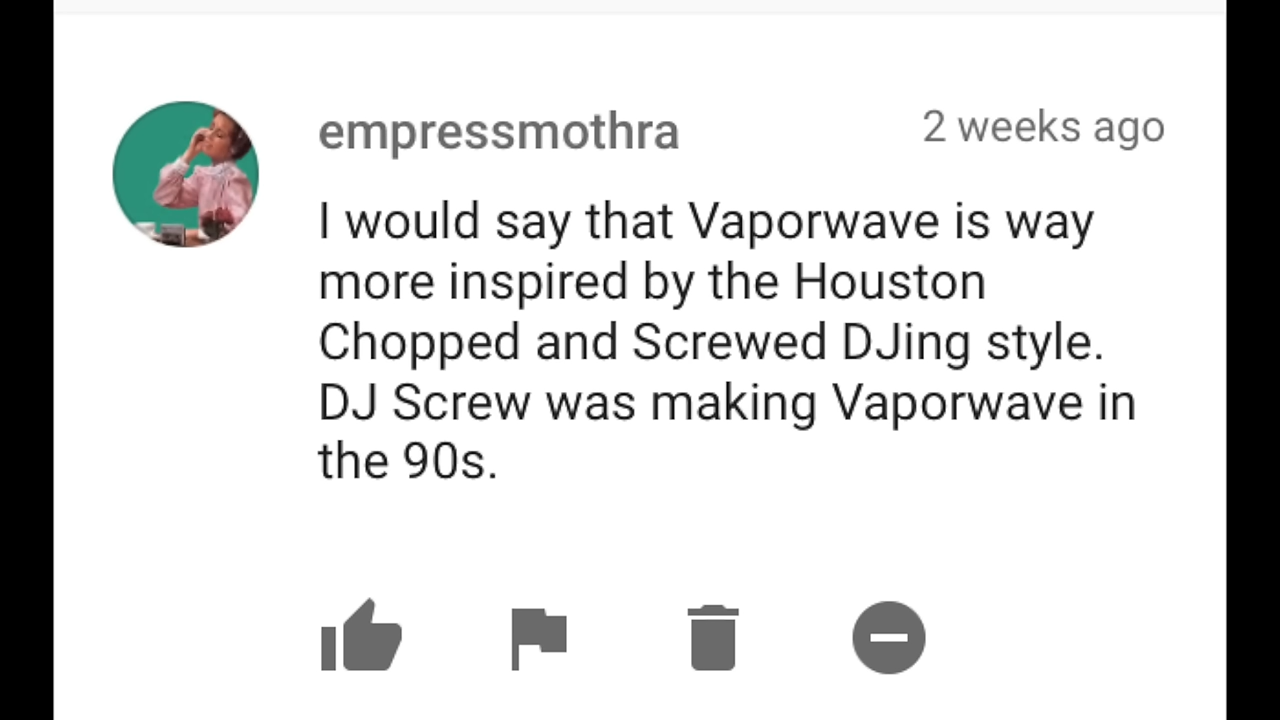 empressmothra
2 weeks ago
I would say that Vaporwave is way
more inspired by the Houston
Chopped and Screwed DJing style.
DJ Screw was making Vaporwave in
the 90s.